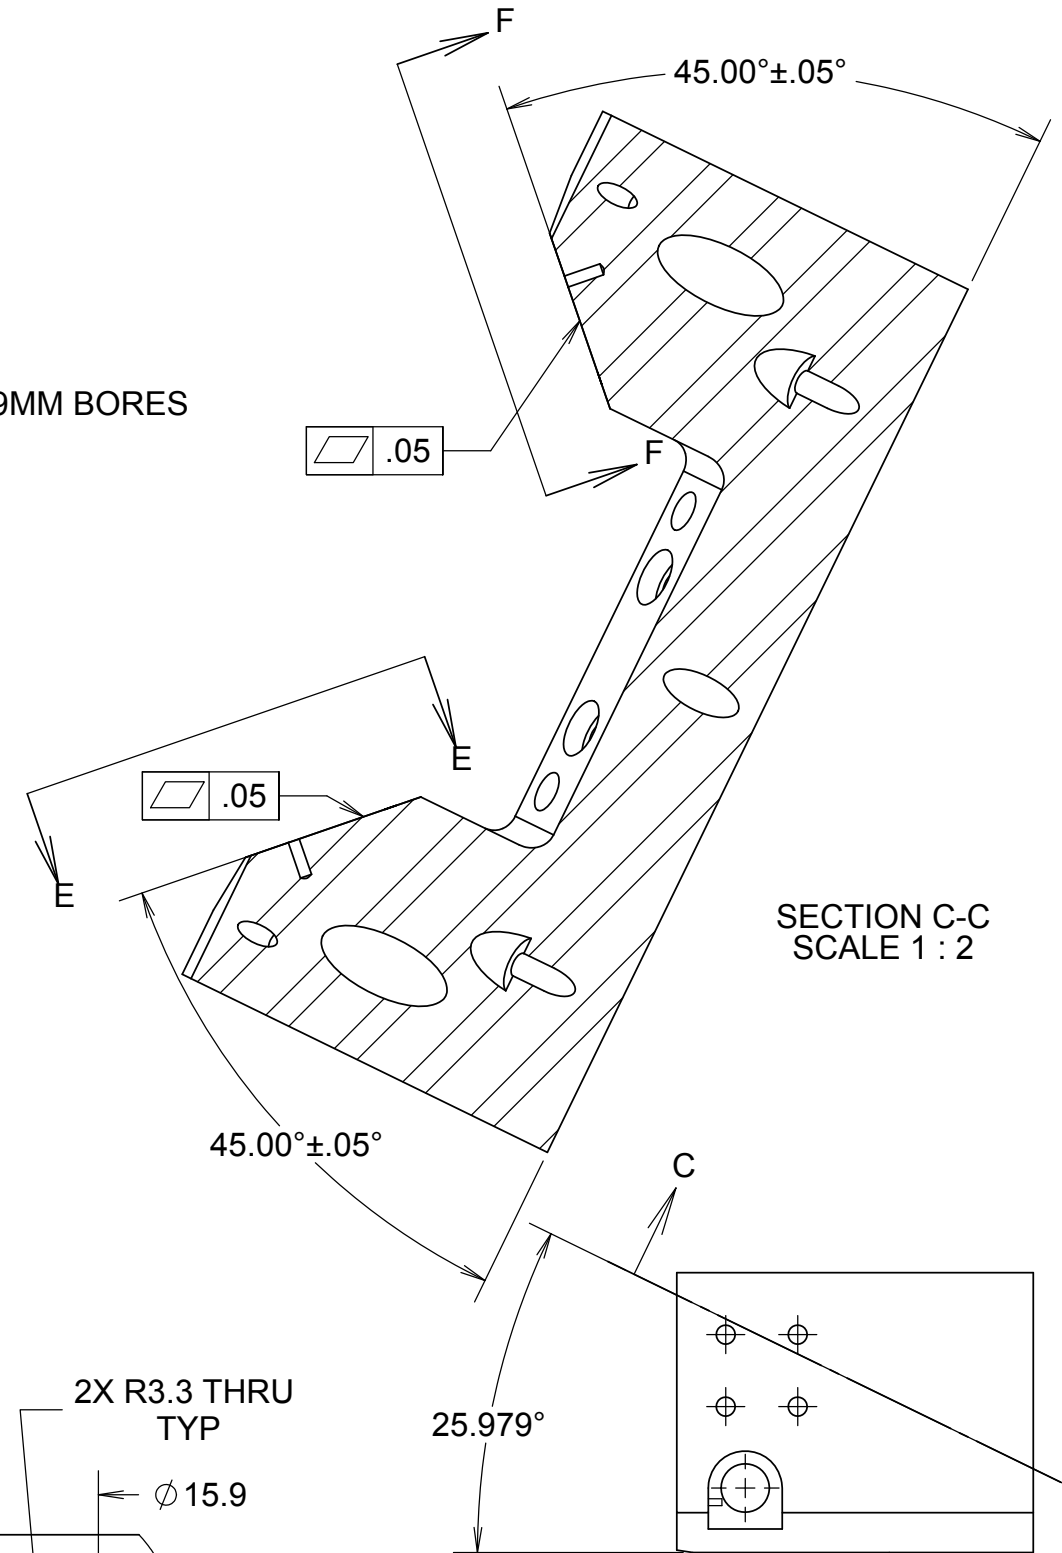 F
45.00°±.05°
9MM BORES
.05
F
E
.05
E
SECTION C-C
SCALE 1 : 2
45.00°±.05°
C
2X R3.3 THRU
TYP
25.979°
⌀15.9